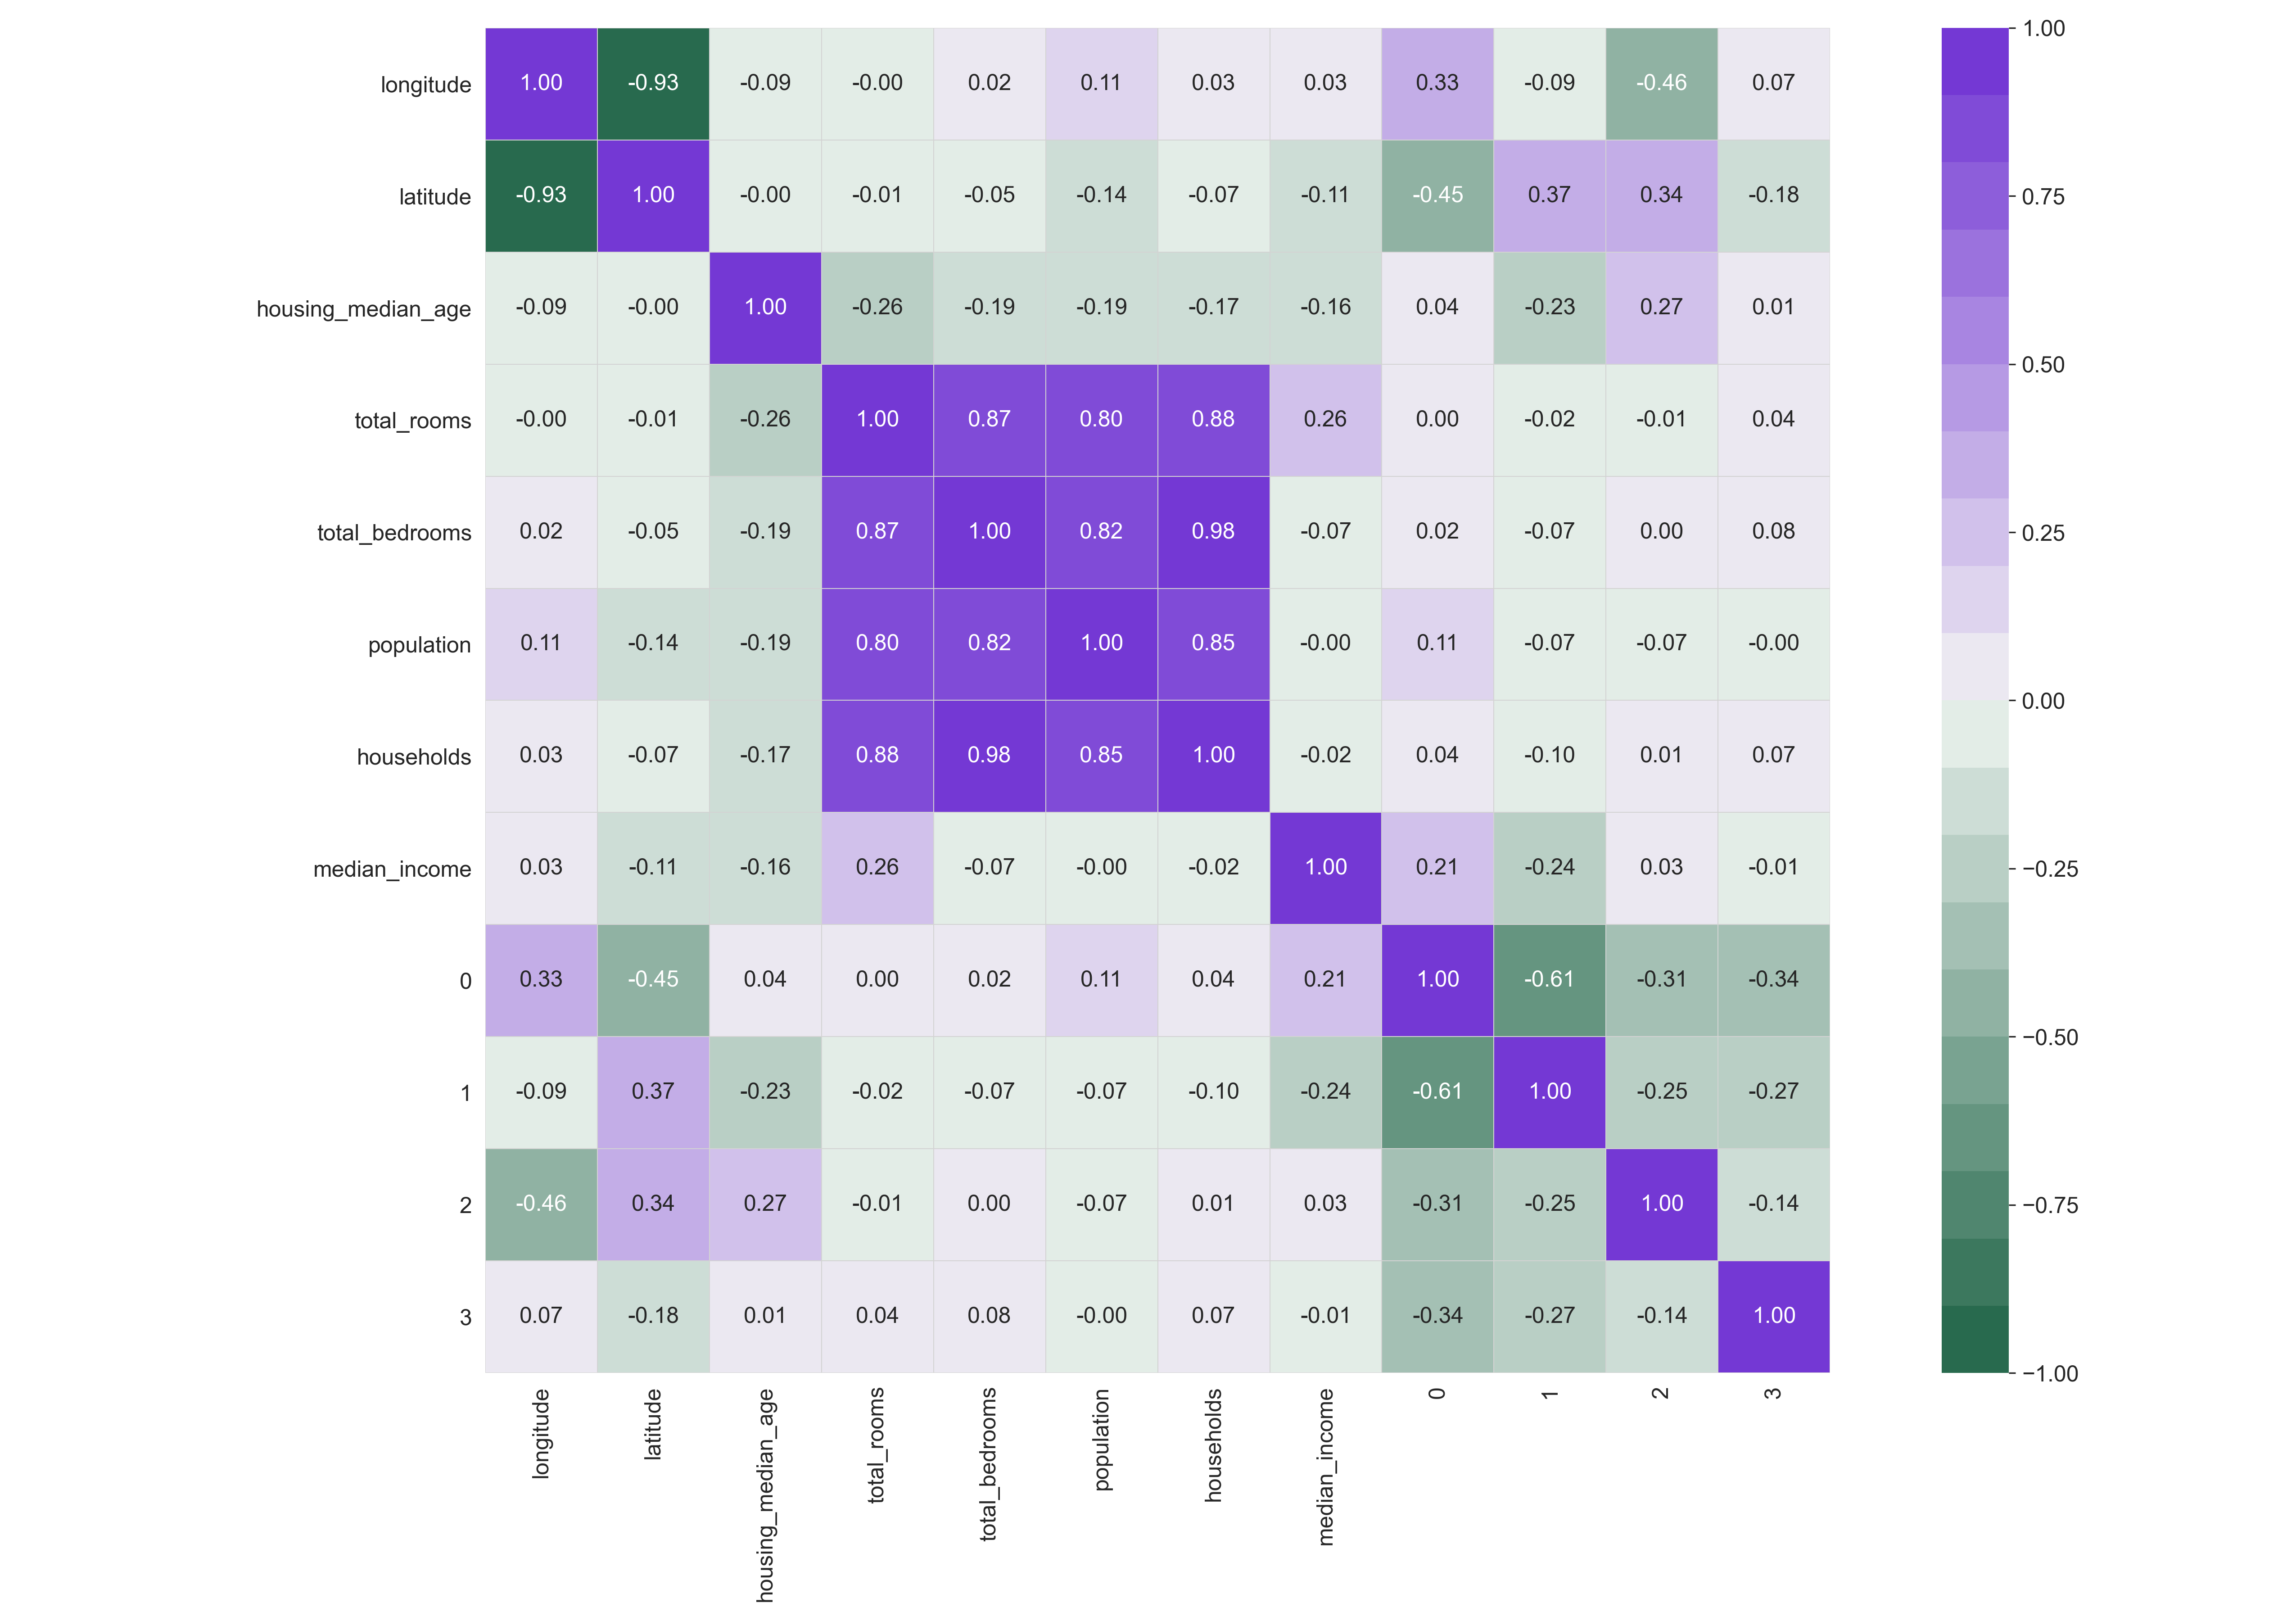 longitude 1.00 -0.93 -0.09 -0.00 0.02 0.11 0.03 0.03 0.33 -0.09 -0.46 0.07
latitude -0.93 1.00 -0.00 -0.01 -0.05 -0.14 -0.07 -0.11 -0.45 0.37 0.34 -0.18
housing_median_age -0.09 -0.00 1.00 -0.26 -0.19 -0.19 -0.17 -0.16 0.04 -0.23 0.27 0.01
total_rooms -0.00 -0.01 -0.26 1.00 0.87 0.80 0.88 0.26 0.00 -0.02 -0.01 0.04
total_bedrooms 0.02 -0.05 -0.19 0.87 1.00 0.82 0.98 -0.07 0.02 -0.07 0.00 0.08
population 0.11 -0.14 -0.19 0.80 0.82 1.00 0.85 -0.00 0.11 -0.07 -0.07 -0.00
households 0.03 -0.07 -0.17 0.88 0.98 0.85 1.00 -0.02 0.04 -0.10 0.01 0.07
median_income 0.03 -0.11 -0.16 0.26 -0.07 -0.00 -0.02 1.00 0.21 -0.24 0.03 -0.01
0 0.33 -0.45 0.04 0.00 0.02 0.11 0.04 0.21 1.00 -0.61 -0.31 -0.34
1 -0.09 0.37 -0.23 -0.02 -0.07 -0.07 -0.10 -0.24 -0.61 1.00 -0.25 -0.27
2 -0.46 0.34 0.27 -0.01 0.00 -0.07 0.01 0.03 -0.31 -0.25 1.00 -0.14
3 0.07 -0.18 0.01 0.04 0.08 -0.00 0.07 -0.01 -0.34 -0.27 -0.14 1.00
longitude latitude housing_median_age total_rooms total_bedrooms population households median_income 0 1 2 3
1.00
0.75
0.50
0.25
0.00
−0.25
−0.50
−0.75
−1.00